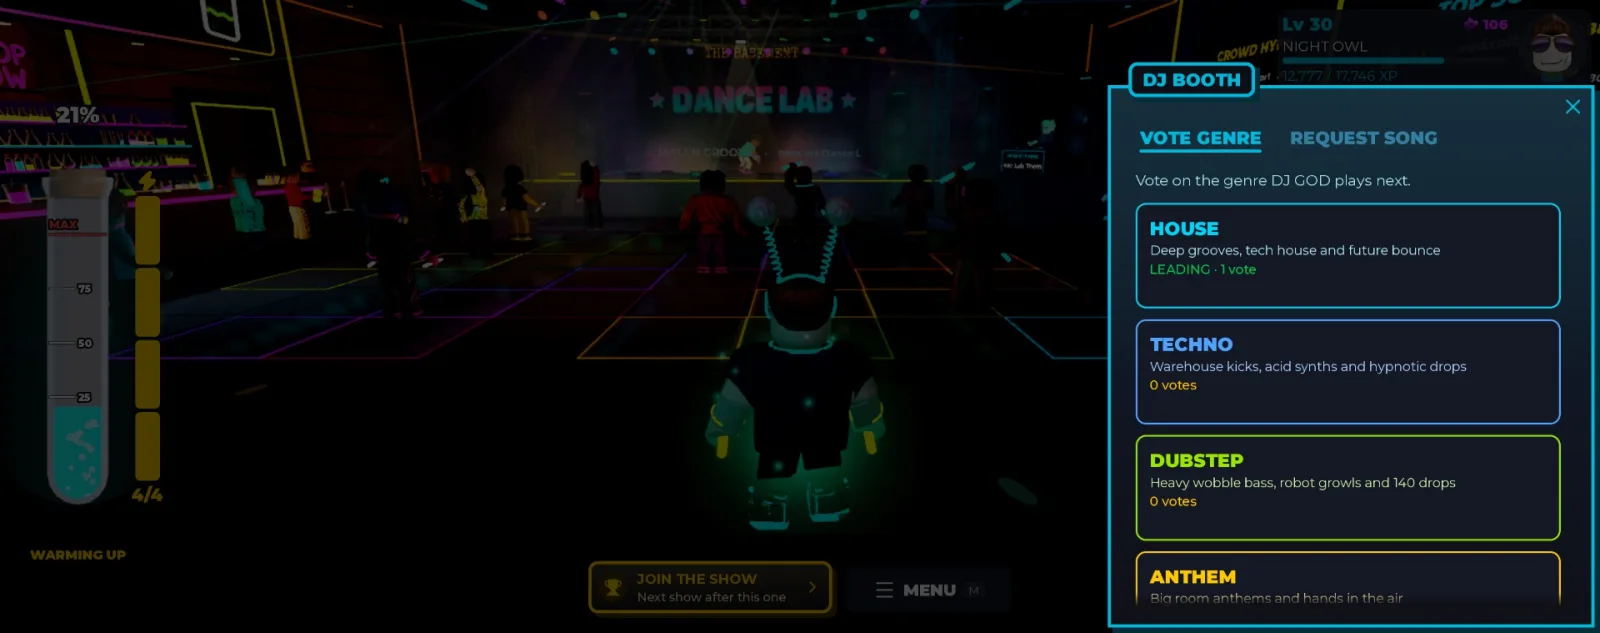 THE BASEMENT
DANCE LAB
21%
MAX
75
50
25
4/4
WARMING UP
JOIN THE SHOW
Next show after this one
MENU M
Lv 30
106
NIGHT OWL
12,777 / 17,746 XP
CROWD HY
DJ BOOTH
VOTE GENRE
REQUEST SONG
Vote on the genre DJ GOD plays next.
HOUSE
Deep grooves, tech house and future bounce
LEADING · 1 vote
TECHNO
Warehouse kicks, acid synths and hypnotic drops
0 votes
DUBSTEP
Heavy wobble bass, robot growls and 140 drops
0 votes
ANTHEM
Big room anthems and hands in the air